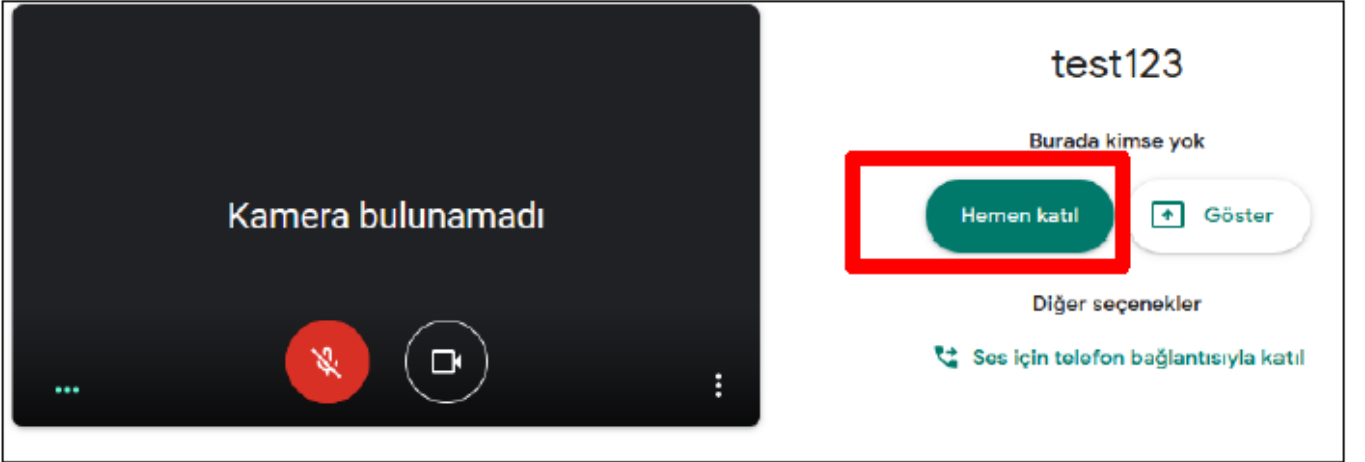 Kamera bulunamadı
test123
Burada kimse yok
Hemen katıl
Göster
Diğer seçenekler
Ses için telefon bağlantısıyla katıl